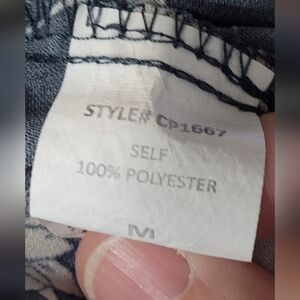 STYLE# CP1667
SELF
100% POLYESTER
M